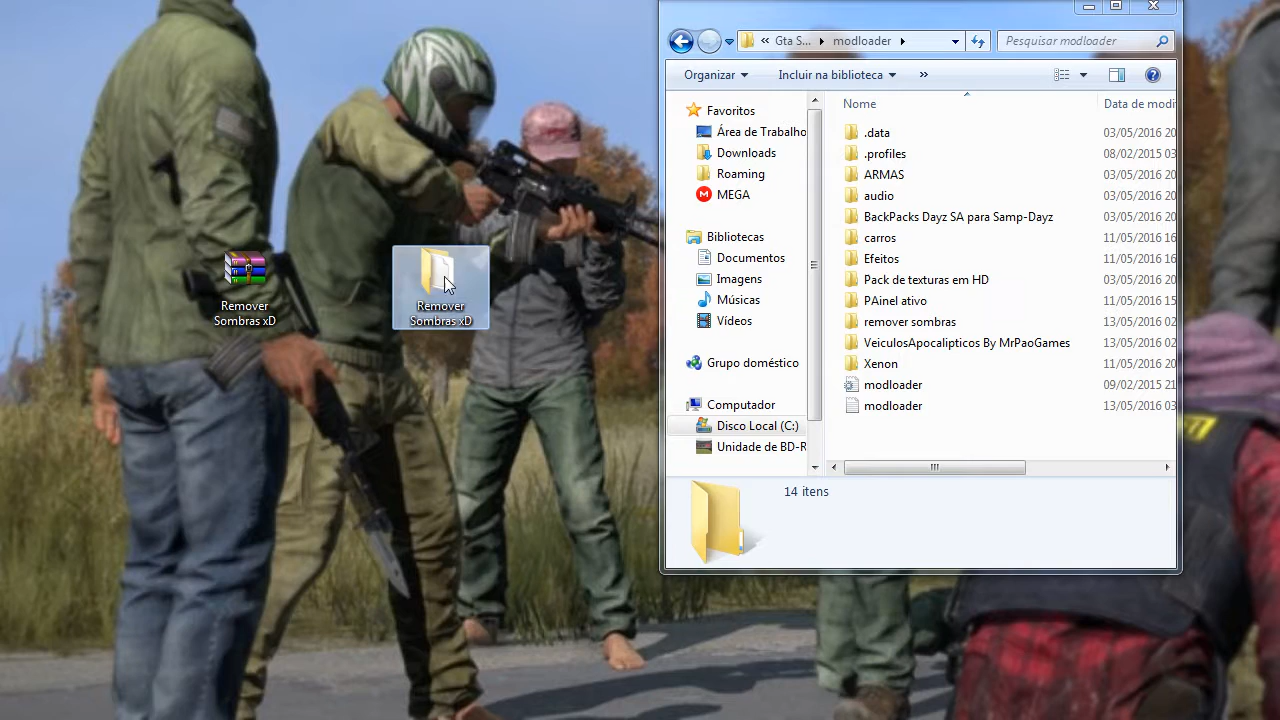 Gta S... modloader
Pesquisar modloader
Organizar
Incluir na biblioteca
»
Nome
Data de modi
Favoritos
Área de Trabalho
Downloads
Roaming
MEGA
Bibliotecas
Documentos
Imagens
Músicas
Vídeos
Grupo doméstico
Computador
Disco Local (C:)
Unidade de BD-R
.data 03/05/2016 20
.profiles 08/02/2015 03
ARMAS 03/05/2016 20
audio 03/05/2016 20
BackPacks Dayz SA para Samp-Dayz 03/05/2016 20
carros 11/05/2016 16
Efeitos 11/05/2016 16
Pack de texturas em HD 03/05/2016 20
PAinel ativo 11/05/2016 15
remover sombras 13/05/2016 02
VeiculosApocalipticos By MrPaoGames 13/05/2016 02
Xenon 11/05/2016 15
modloader 09/02/2015 21
modloader 13/05/2016 03
14 itens
Remover
Sombras xD
Remover
Sombras xD